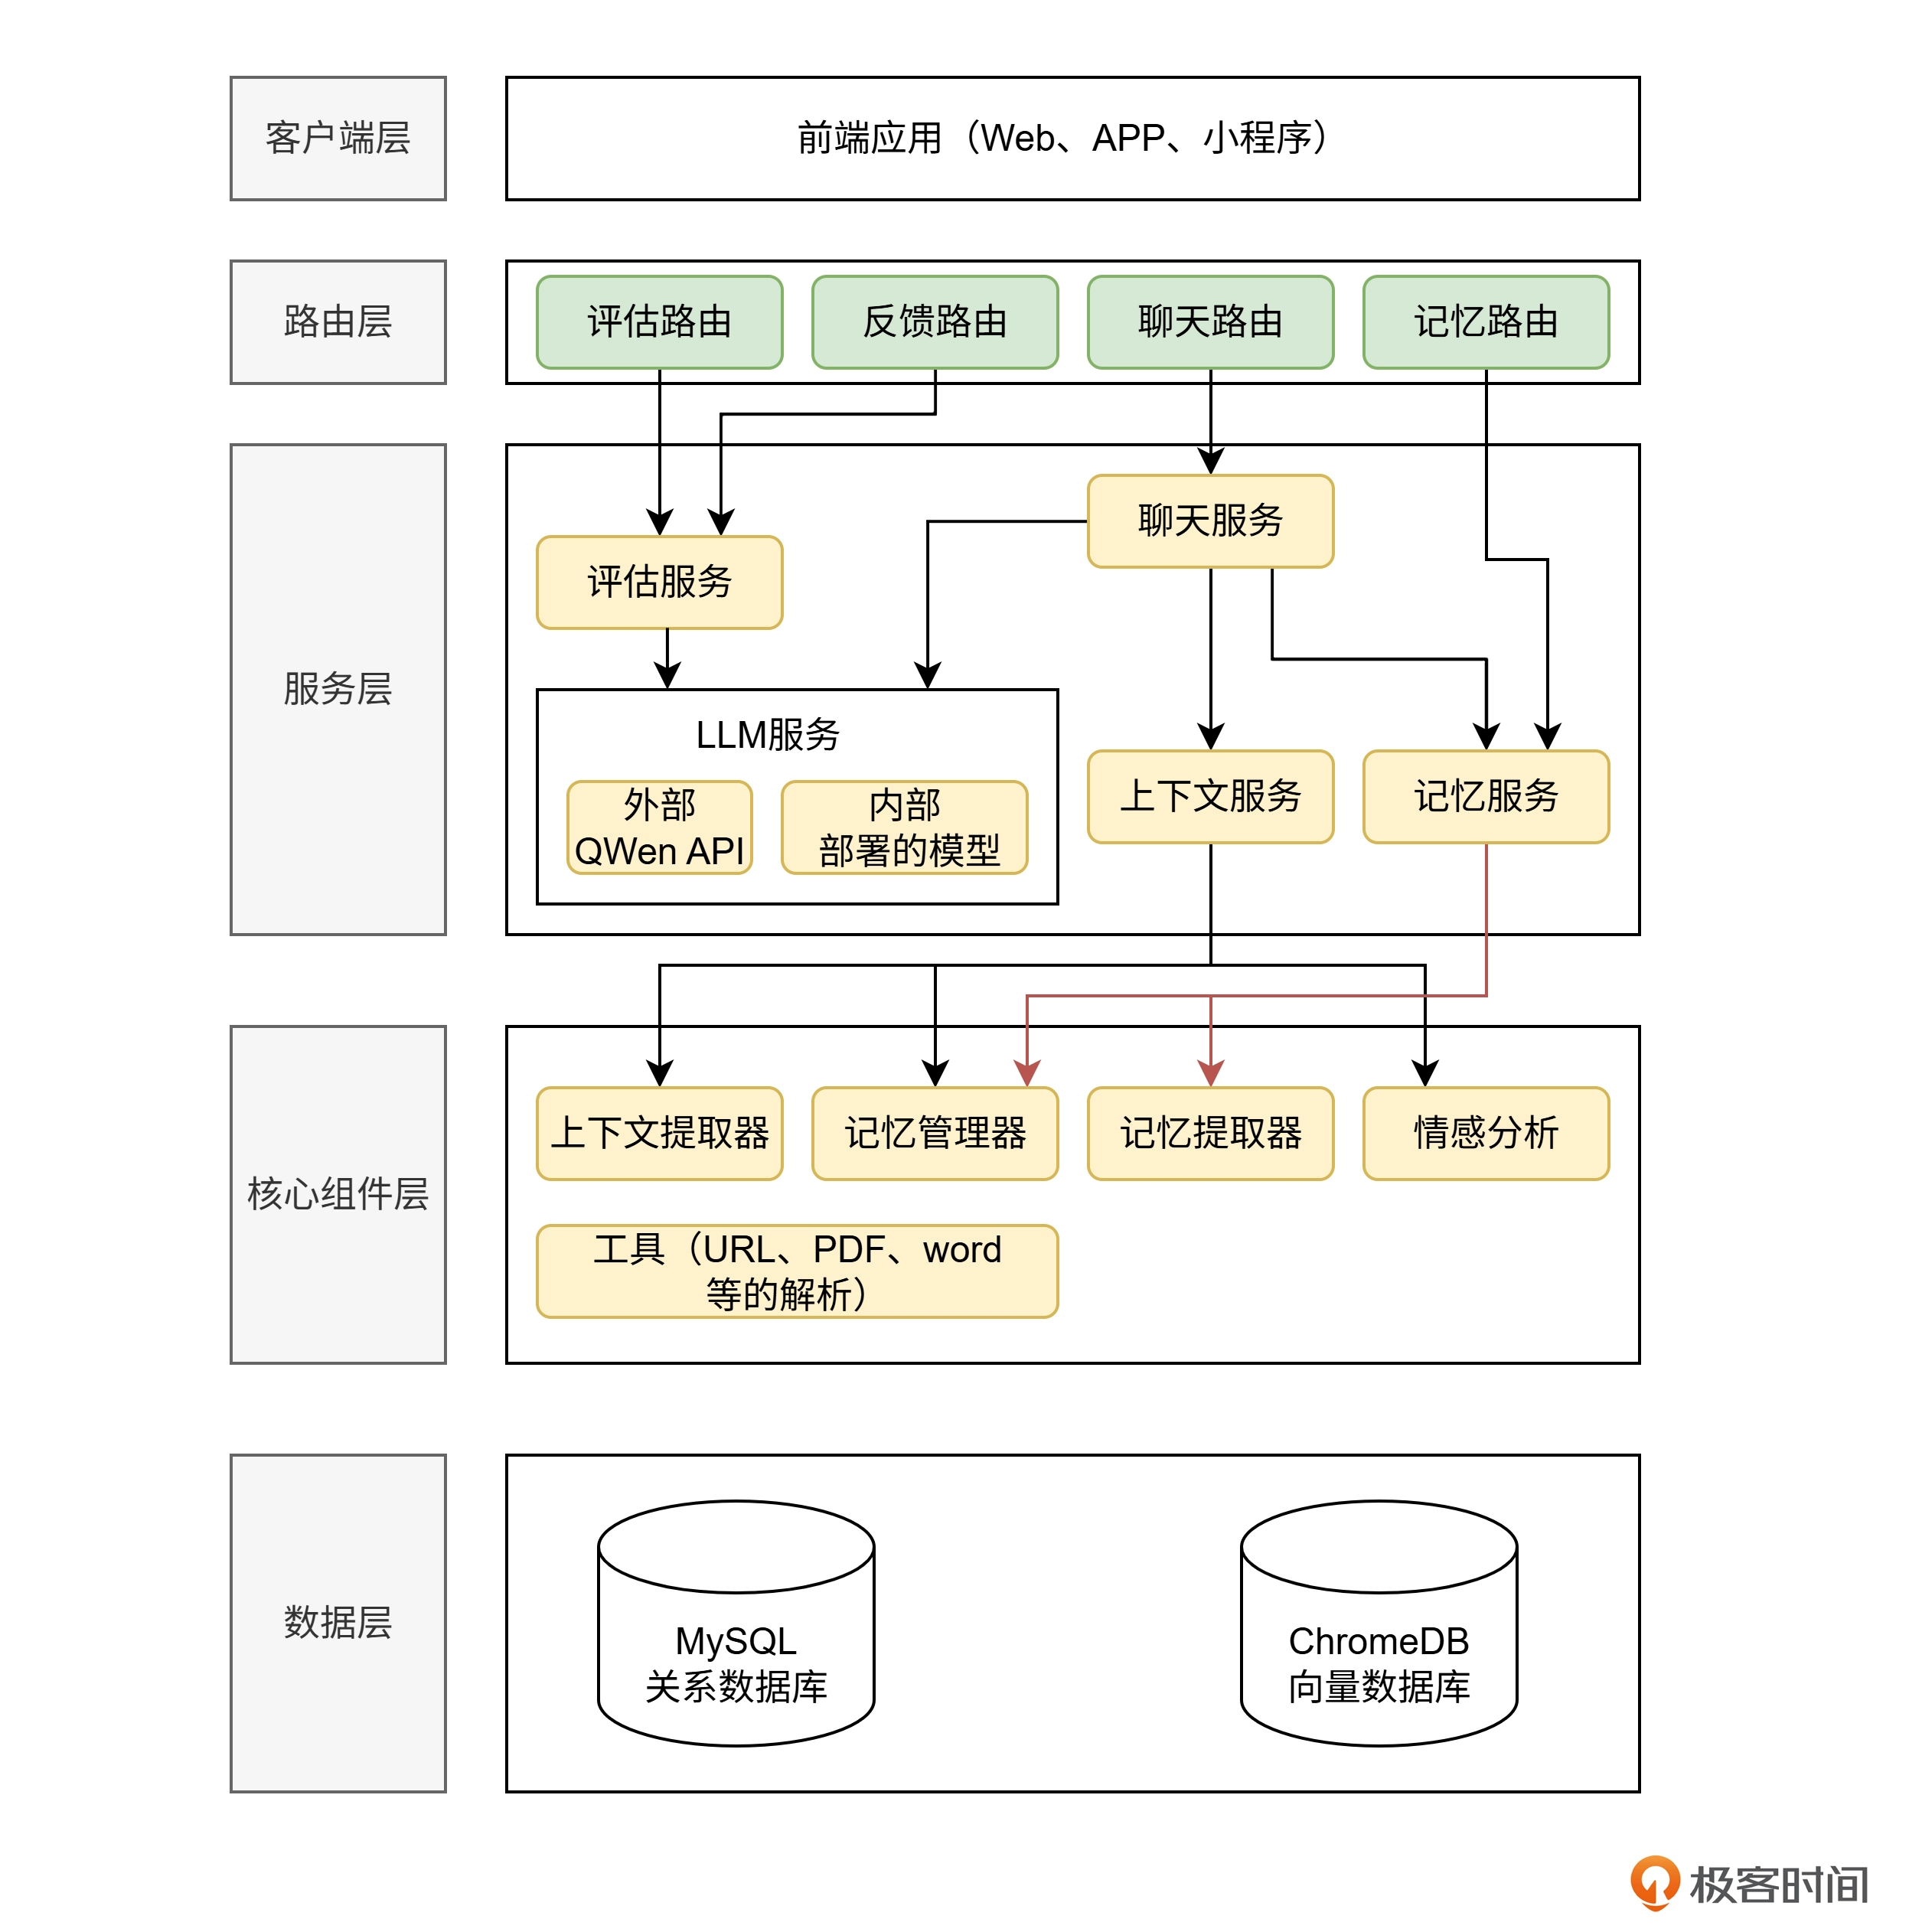 客户端层
前端应用（Web、APP、小程序）
路由层
评估路由
反馈路由
聊天路由
记忆路由
服务层
聊天服务
评估服务
LLM服务
外部
QWen API
内部
部署的模型
上下文服务
记忆服务
核心组件层
上下文提取器
记忆管理器
记忆提取器
情感分析
工具（URL、PDF、word
等的解析）
数据层
MySQL
关系数据库
ChromeDB
向量数据库
极客时间